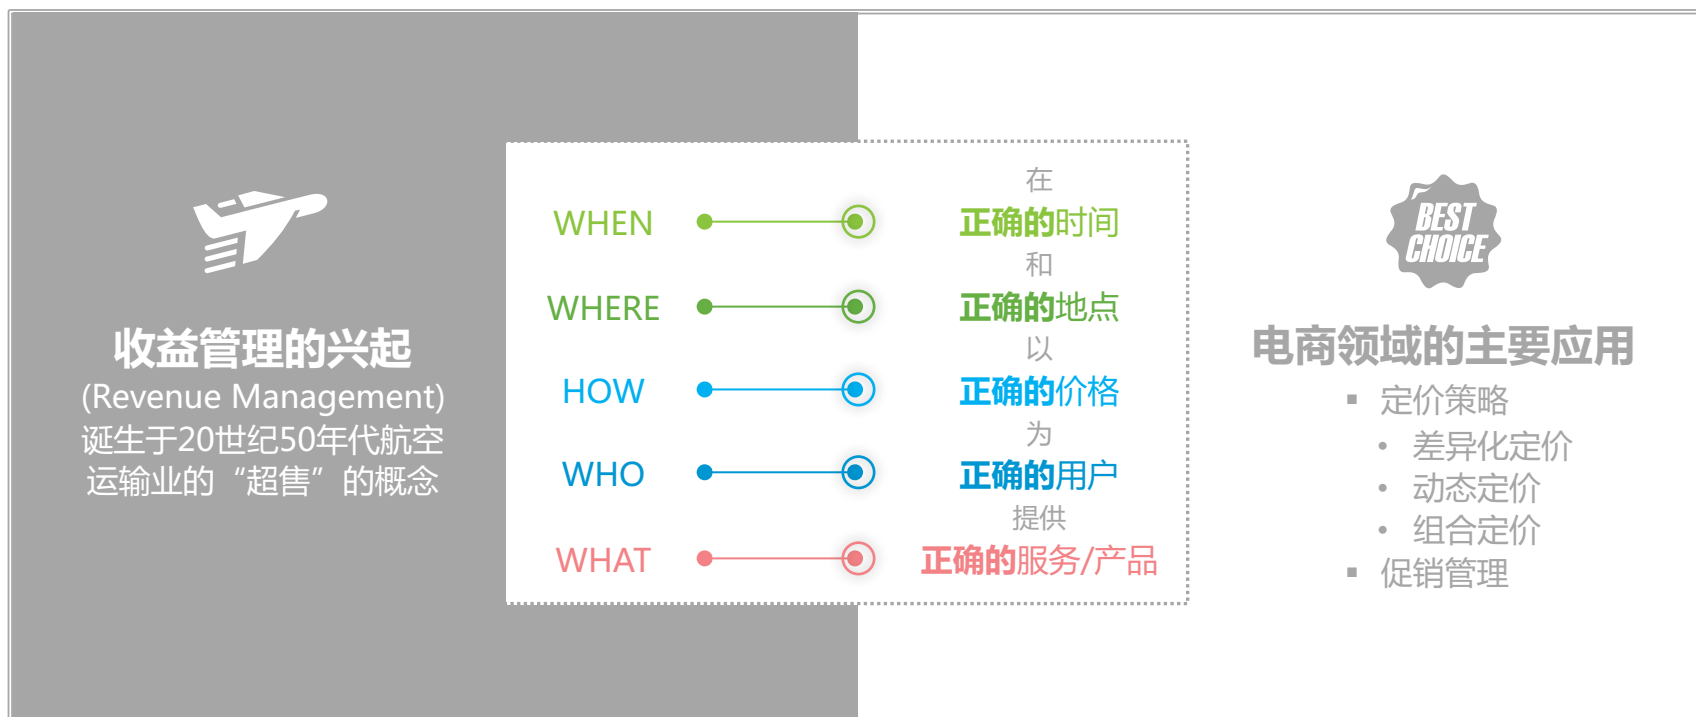 收益管理的兴起
(Revenue Management)
诞生于20世纪50年代航空
运输业的“超售”的概念
在
WHEN 正确的时间
和
WHERE 正确的地点
以
HOW 正确的价格
为
WHO 正确的用户
提供
WHAT 正确的服务/产品
BEST
CHOICE
电商领域的主要应用
▪ 定价策略
• 差异化定价
• 动态定价
• 组合定价
▪ 促销管理